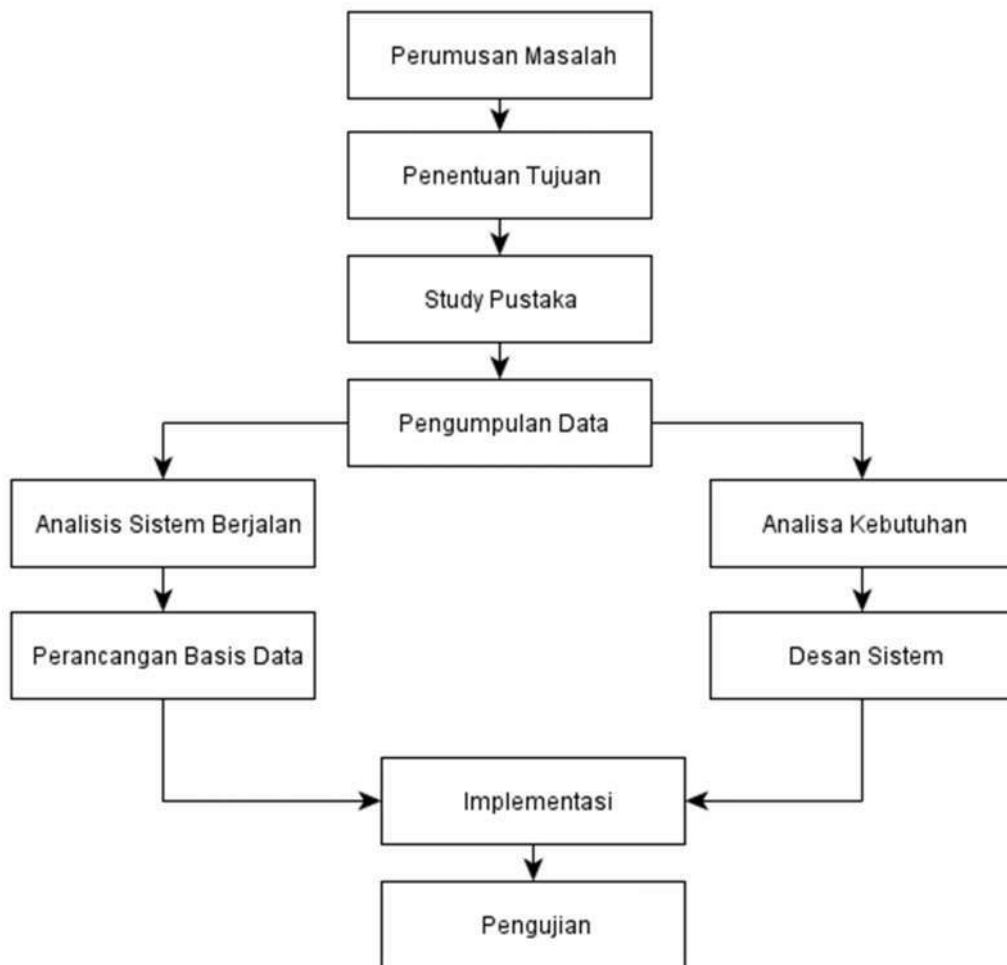 Perumusan Masalah
Penentuan Tujuan
Study Pustaka
Pengumpulan Data
Analisis Sistem Berjalan
Analisa Kebutuhan
Perancangan Basis Data
Desan Sistem
Implementasi
Pengujian